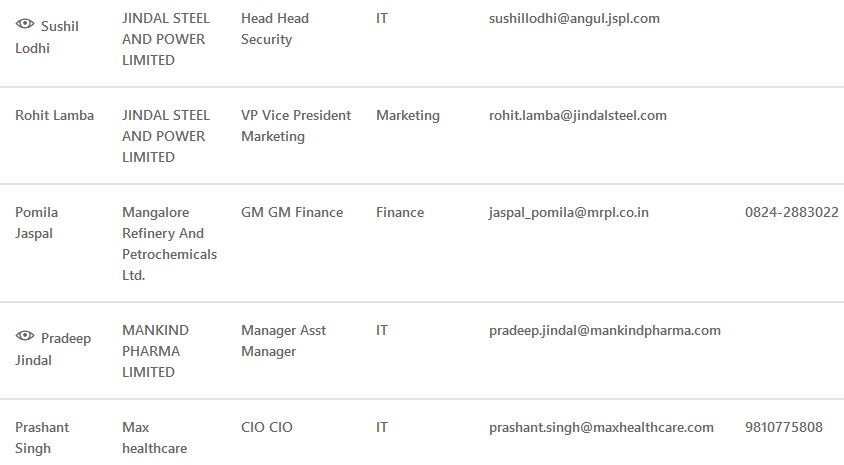 Sushil Lodhi JINDAL STEEL AND POWER LIMITED Head Head Security IT sushillodhi@angul.jspl.com
Rohit Lamba JINDAL STEEL AND POWER LIMITED VP Vice President Marketing Marketing rohit.lamba@jindalsteel.com
Pomila Jaspal Mangalore Refinery And Petrochemicals Ltd. GM GM Finance Finance jaspal_pomila@mrpl.co.in 0824-2883022
Pradeep Jindal MANKIND PHARMA LIMITED Manager Asst Manager IT pradeep.jindal@mankindpharma.com
Prashant Singh Max healthcare CIO CIO IT prashant.singh@maxhealthcare.com 9810775808